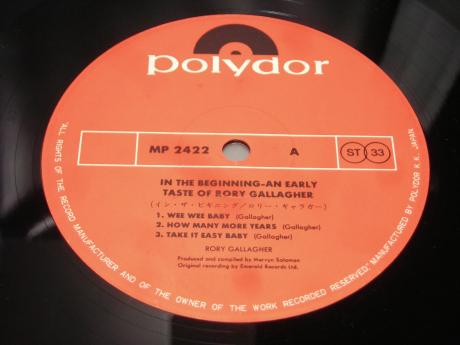 polydor
MP 2422 A ST 33
IN THE BEGINNING-AN EARLY
TASTE OF RORY GALLAGHER
(イン・ザ・ビギニング/ロリー・ギャラガー)
1. WEE WEE BABY (Gallagher)
2. HOW MANY MORE YEARS (Gallagher)
3. TAKE IT EASY BABY (Gallagher)
RORY GALLAGHER
Produced and compiled by Mervyn Solomon
Original recording by Emerald Records Ltd.
"ALL RIGHTS OF THE RECORD MANUFACTURER AND OF THE OWNER OF THE WORK RECORDED RESERVED." MANUFACTURED BY POLYDOR K.K. JAPAN